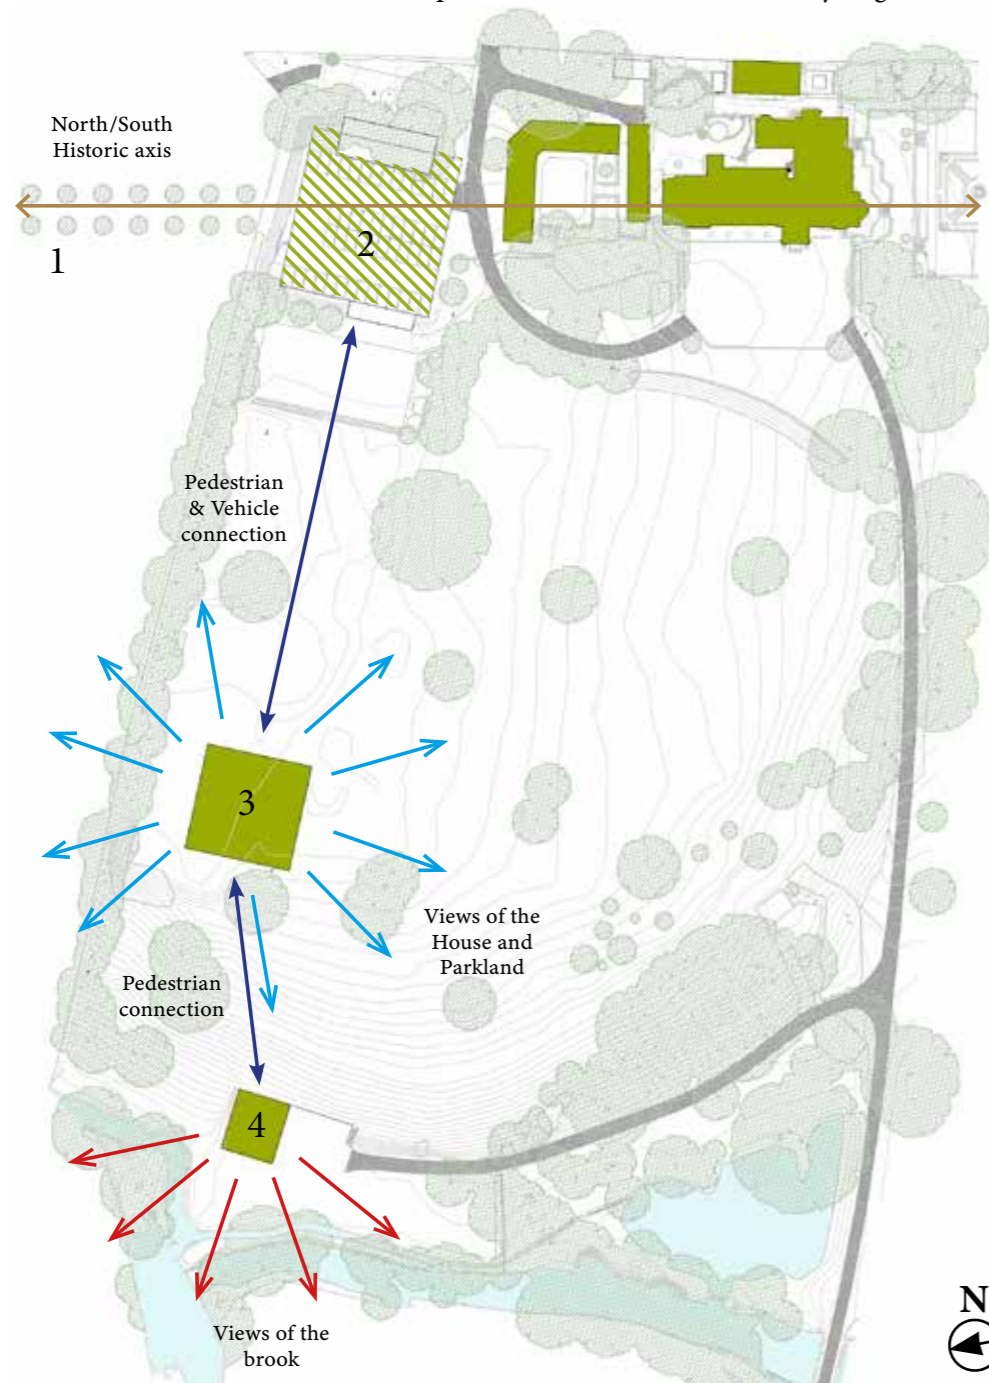 North/South
Historic axis
1
2
Pedestrian
& Vehicle
connection
3
Views of the
House and
Parkland
Pedestrian
connection
4
Views of the
brook
N